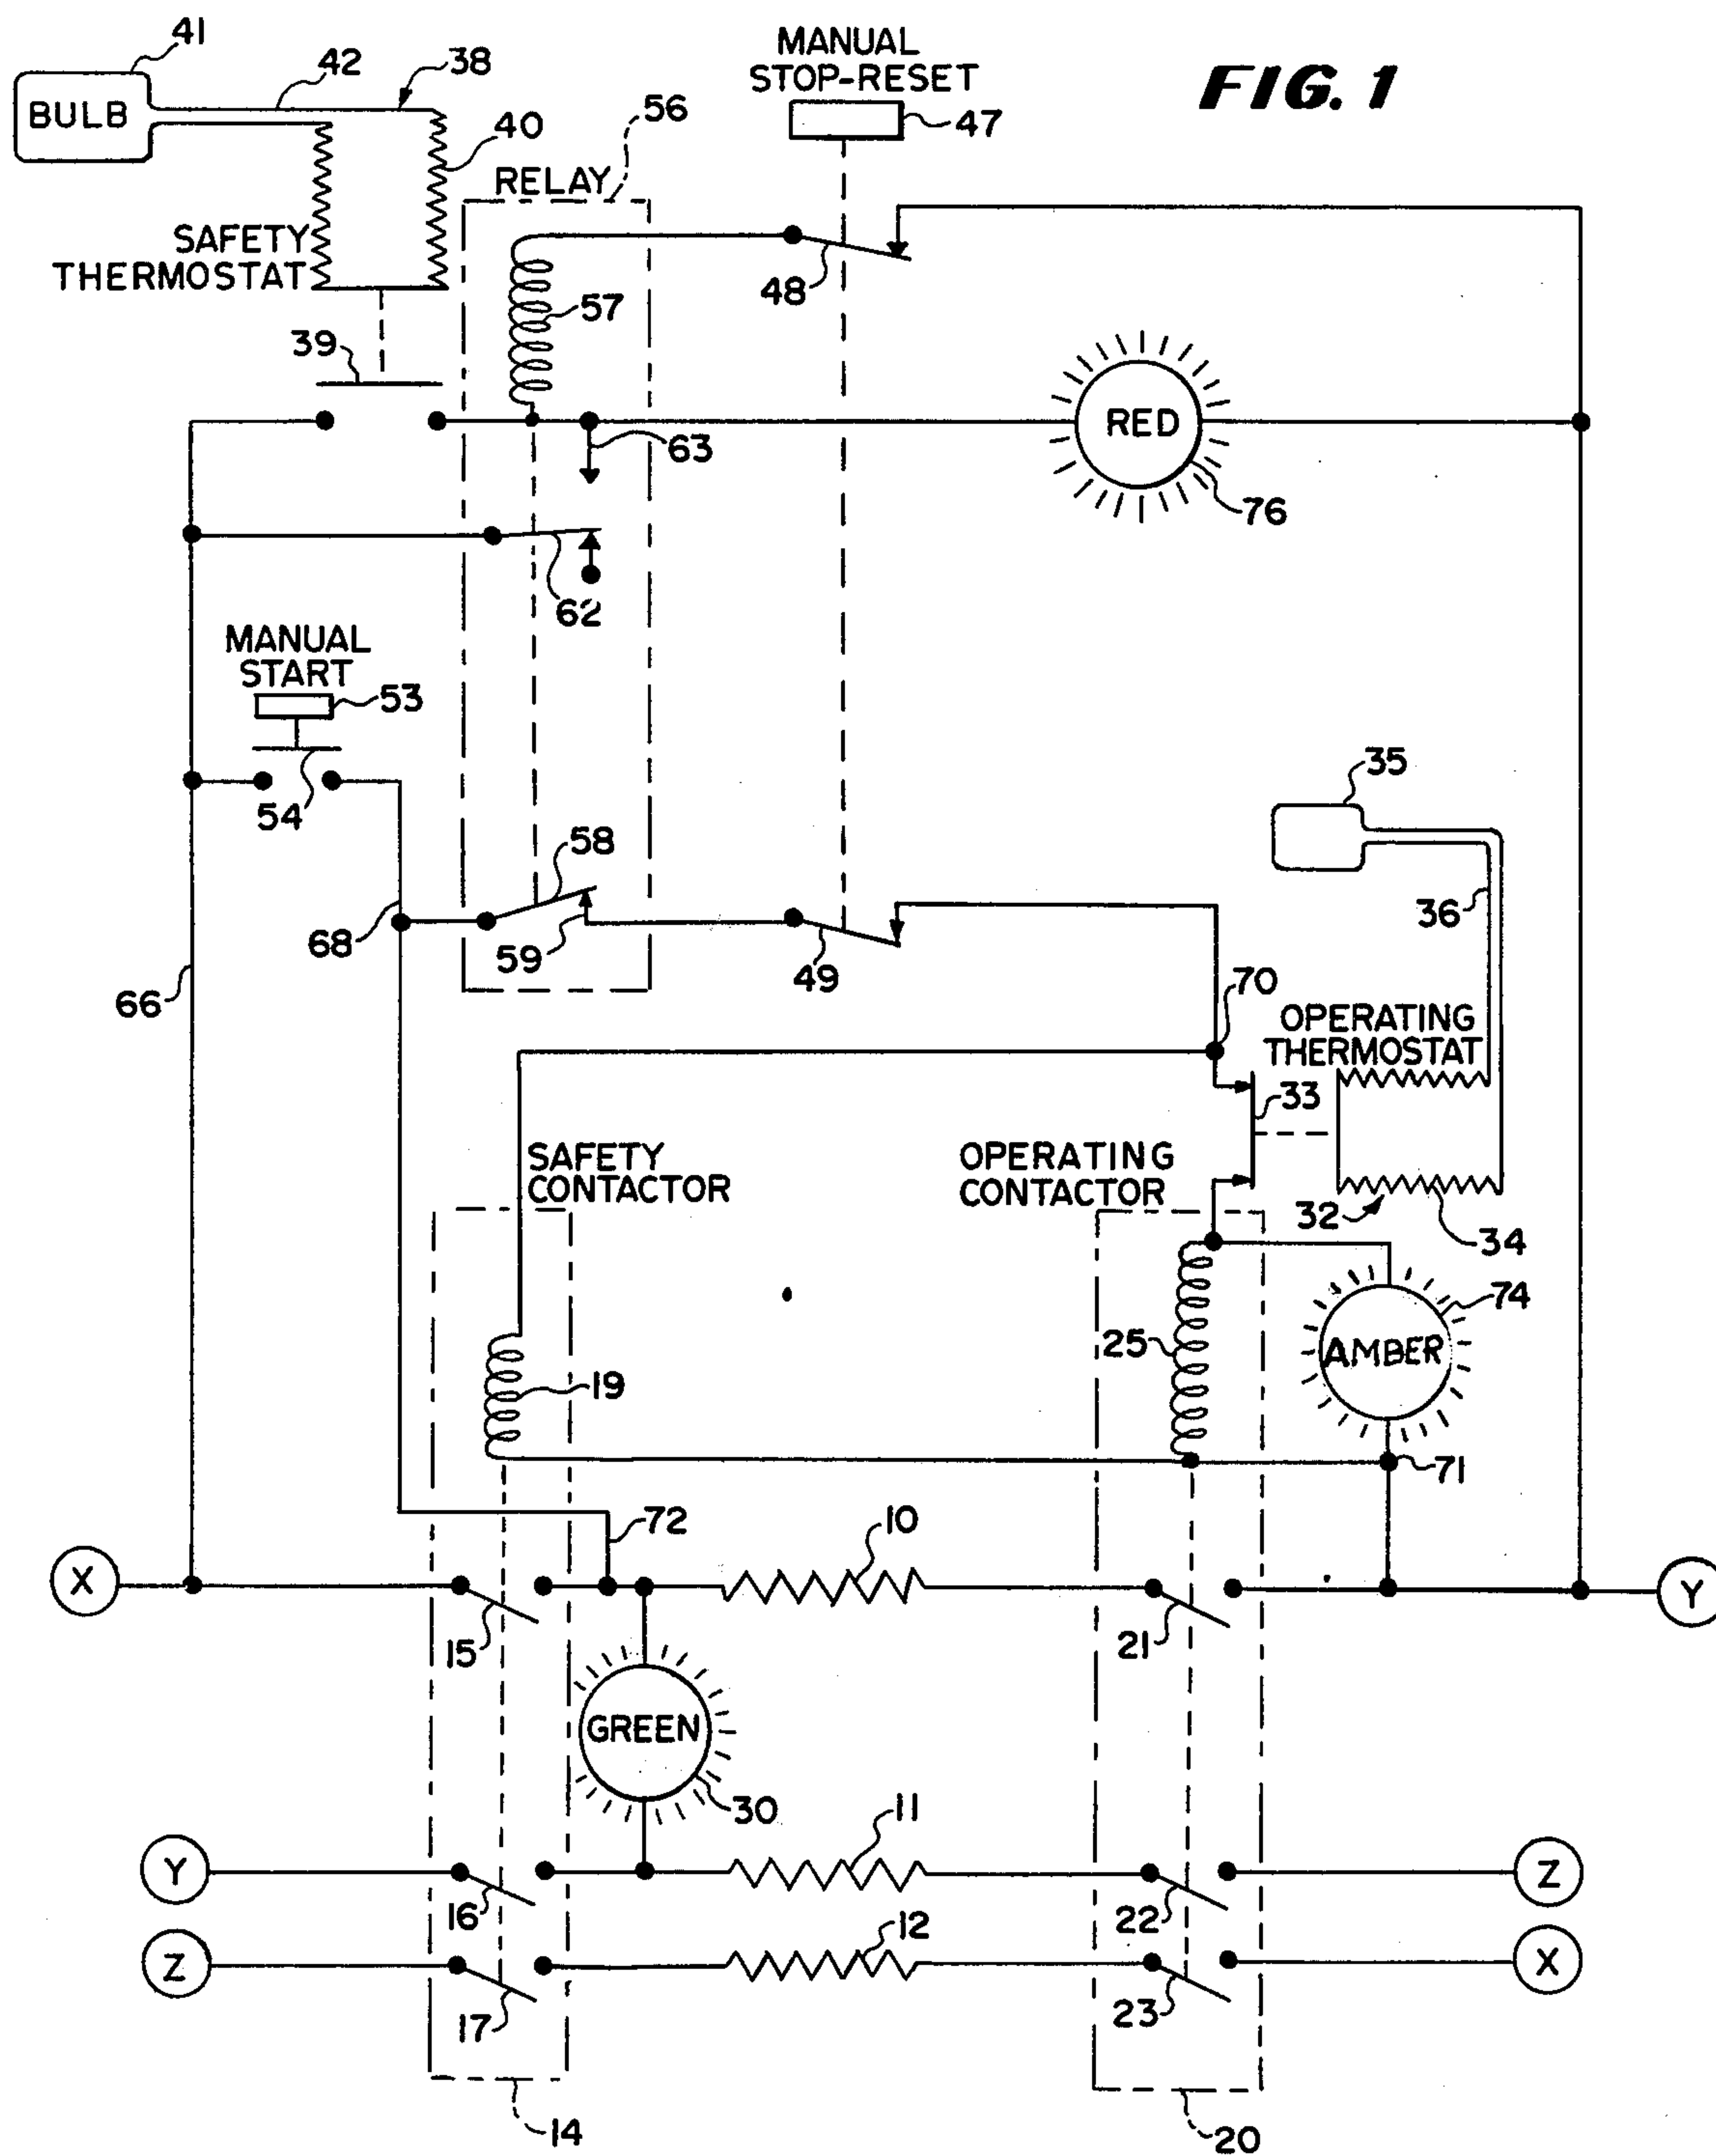 41
42
38
MANUAL
STOP-RESET
FIG. 1
BULB
40
56
47
RELAY
SAFETY
THERMOSTAT
48
57
39
RED
63
76
62
MANUAL
START
53
54
35
58
36
68
59
49
66
70
OPERATING
THERMOSTAT
33
SAFETY
CONTACTOR
OPERATING
CONTACTOR
32
34
74
25
AMBER
19
71
72
10
X
Y
15
21
GREEN
30
11
Y
Z
16
22
12
Z
X
17
23
14
20